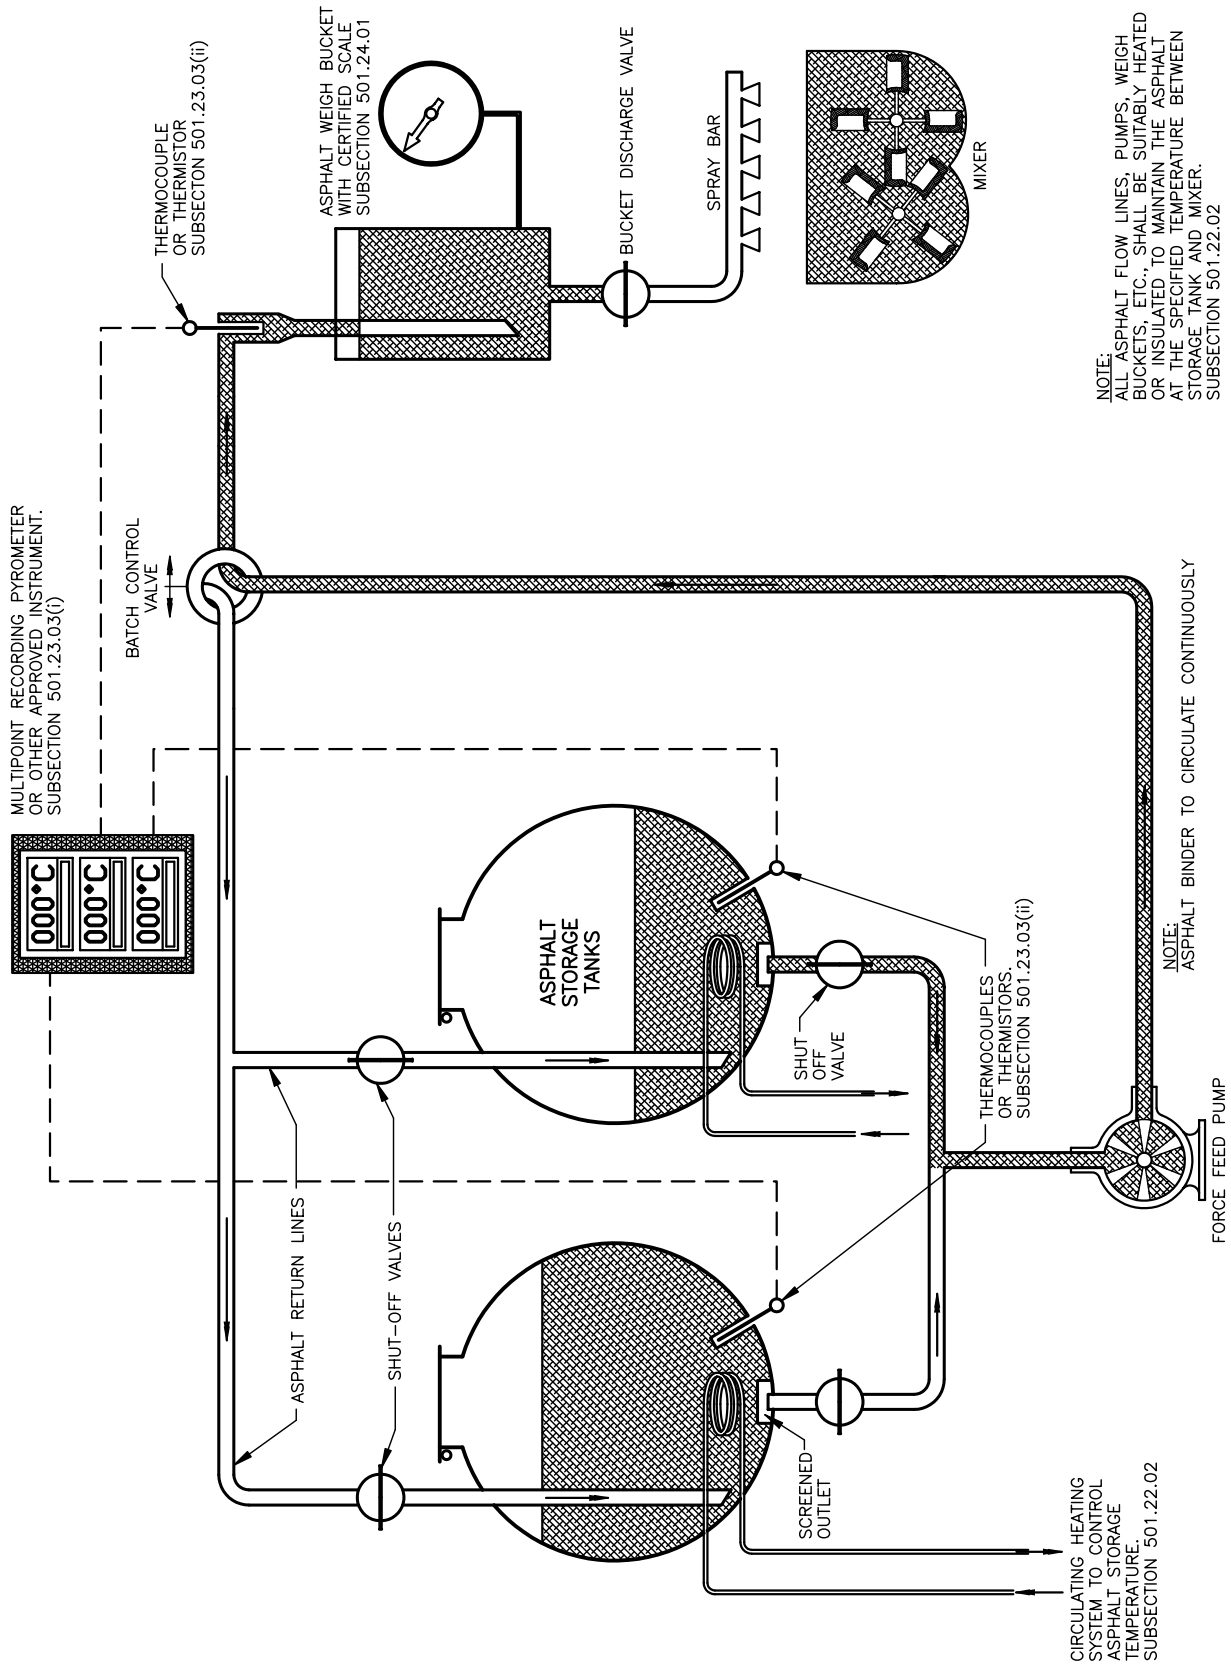 MULTIPOINT RECORDING PYROMETER
OR OTHER APPROVED INSTRUMENT.
SUBSECTION 501.23.03(i)
000°C
000°C
000°C
BATCH CONTROL
VALVE
THERMOCOUPLE
OR THERMISTOR
SUBSECTON 501.23.03(ii)
ASPHALT WEIGH BUCKET
WITH CERTIFIED SCALE
SUBSECTION 501.24.01
BUCKET DISCHARGE VALVE
SPRAY BAR
MIXER
ASPHALT RETURN LINES
SHUT-OFF VALVES
ASPHALT
STORAGE
TANKS
SHUT
OFF
VALVE
SCREENED
OUTLET
THERMOCOUPLES
OR THERMISTORS.
SUBSECTION 501.23.03(ii)
CIRCULATING HEATING
SYSTEM TO CONTROL
ASPHALT STORAGE
TEMPERATURE.
SUBSECTION 501.22.02
FORCE FEED PUMP
NOTE:
ASPHALT BINDER TO CIRCULATE CONTINUOUSLY
NOTE:
ALL ASPHALT FLOW LINES, PUMPS, WEIGH
BUCKETS, ETC., SHALL BE SUITABLY HEATED
OR INSULATED TO MAINTAIN THE ASPHALT
AT THE SPECIFIED TEMPERATURE BETWEEN
STORAGE TANK AND MIXER.
SUBSECTION 501.22.02